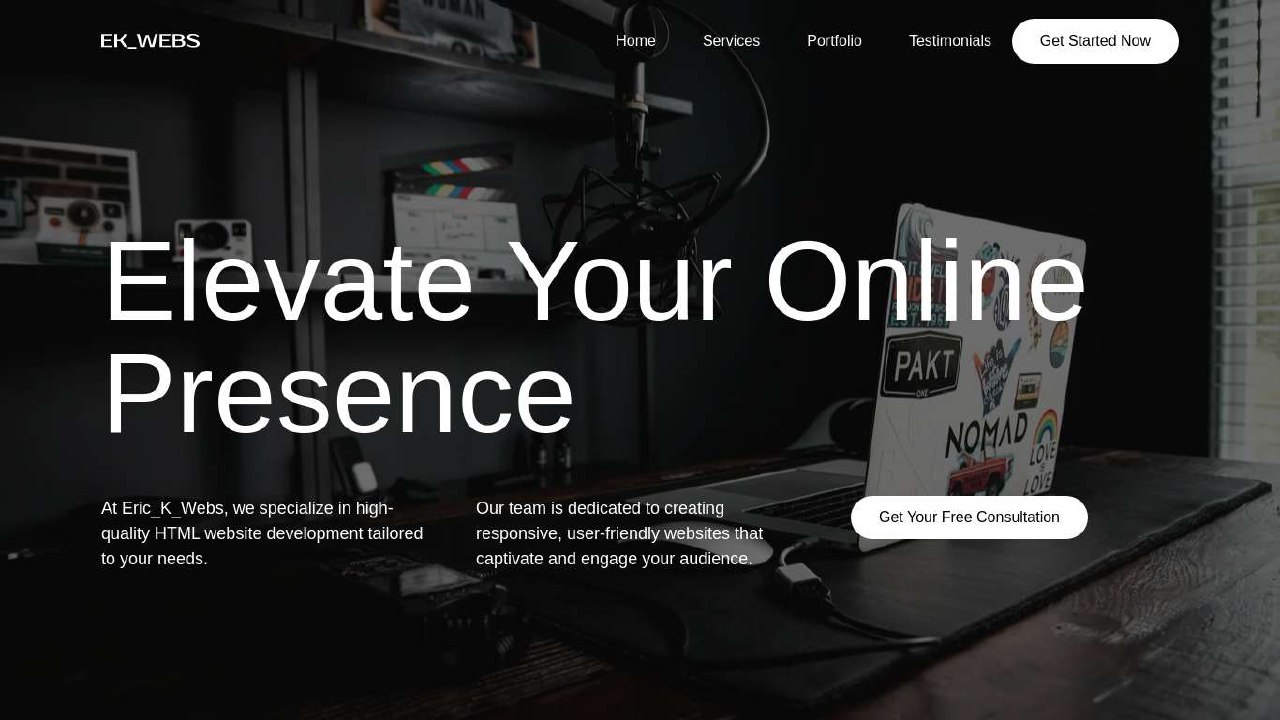 EK_WEBS
Home
Services
Portfolio
Testimonials
Get Started Now
WOMAN
Elevate Your Online
Presence
PAKT
ONE
NOMAD
LOVE
LOVE
At Eric_K_Webs, we specialize in high-
quality HTML website development tailored
to your needs.
Our team is dedicated to creating
responsive, user-friendly websites that
captivate and engage your audience.
Get Your Free Consultation